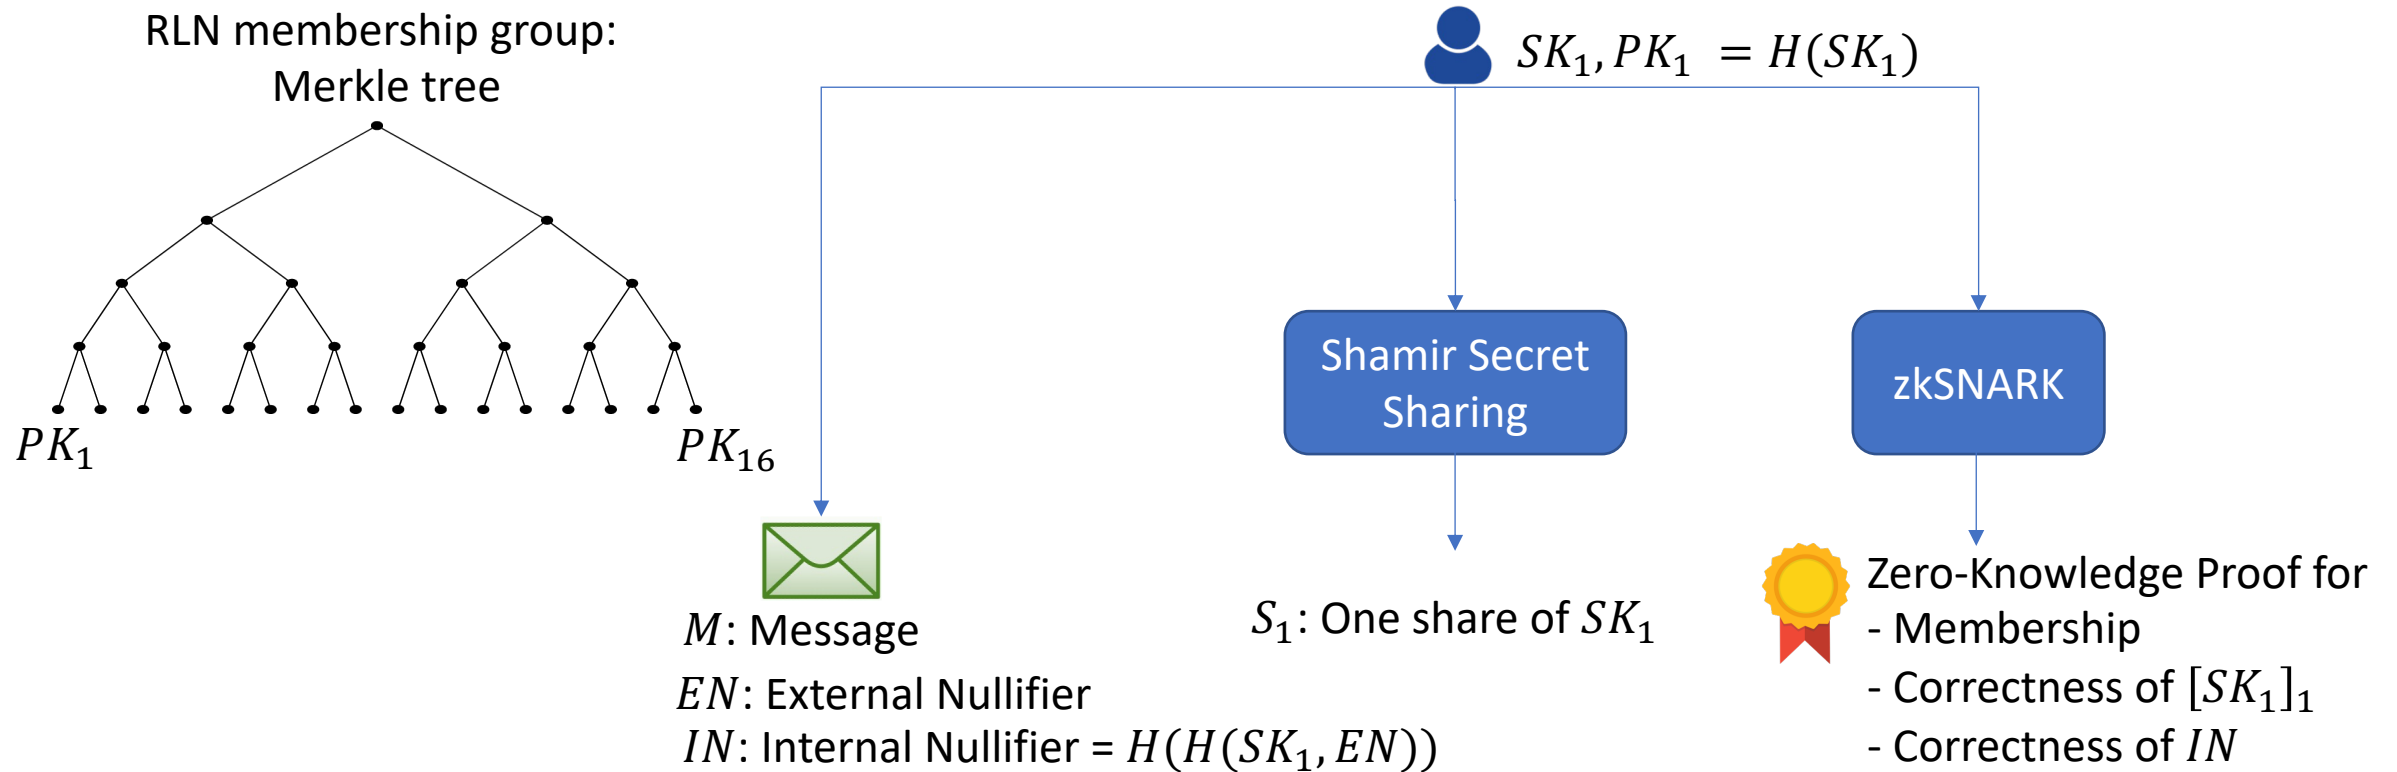 RLN membership group:
Merkle tree
PK₁
PK₁₆
SK₁, PK₁ = H(SK₁)
Shamir Secret
Sharing
zkSNARK
M: Message
EN: External Nullifier
IN: Internal Nullifier = H(H(SK₁, EN))
S₁: One share of SK₁
Zero-Knowledge Proof for
- Membership
- Correctness of [SK₁]₁
- Correctness of IN